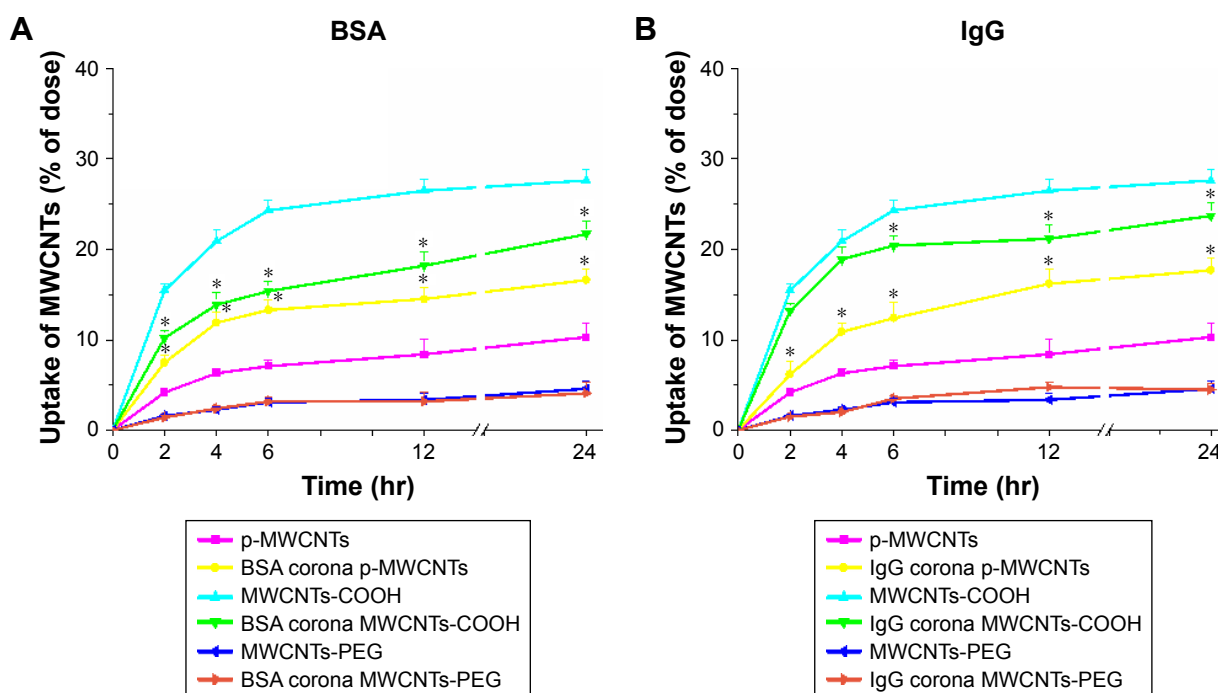 A
BSA
Uptake of MWCNTs (% of dose)
40
30
20
10
0
* * * * * * * * * *
0 2 4 6 12 24
Time (hr)
p-MWCNTs
BSA corona p-MWCNTs
MWCNTs-COOH
BSA corona MWCNTs-COOH
MWCNTs-PEG
BSA corona MWCNTs-PEG
B
IgG
Uptake of MWCNTs (% of dose)
40
30
20
10
0
* * * * * * * *
0 2 4 6 12 24
Time (hr)
p-MWCNTs
IgG corona p-MWCNTs
MWCNTs-COOH
IgG corona MWCNTs-COOH
MWCNTs-PEG
IgG corona MWCNTs-PEG